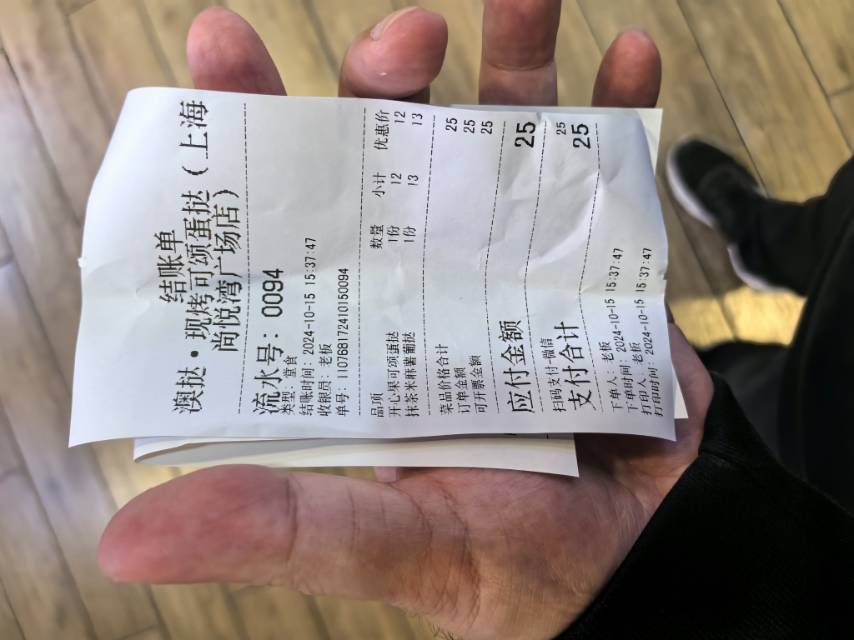 结账单
澳挞·现烤可颂蛋挞（上海
尚悦湾广场店）
流水号：0094
类型：堂食
结账时间：2024-10-15 15:37:47
收银员：老板
单号：110768172410150094
品项 数量 小计 优惠价
开心果可颂蛋挞 1份 12 12
抹茶米麻薯葡挞 1份 13 13
菜品价格合计 25
订单金额 25
可开票金额 25
应付金额 25
扫码支付-微信 25
支付合计 25
下单人：老板
下单时间：2024-10-15 15:37:47
打印人：老板
打印时间：2024-10-15 15:37:47